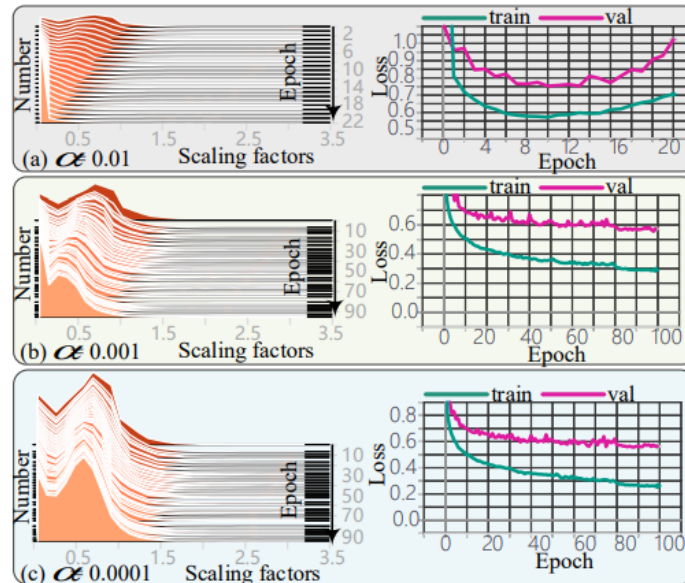 train val
Number
Epoch
2
6
10
14
18
22
0.5 1.5 2.5 3.5
(a) α 0.01 Scaling factors
Loss
1.0
0.9
0.8
0.7
0.6
0.5
0 4 8 12 16 20
Epoch
train val
Number
Epoch
10
30
50
70
90
0.5 1.5 2.5 3.5
(b) α 0.001 Scaling factors
Loss
0.6
0.4
0.2
0.0
0 20 40 60 80 100
Epoch
train val
Number
Epoch
10
30
50
70
90
0.5 1.5 2.5 3.5
(c) α 0.0001 Scaling factors
Loss
0.8
0.6
0.4
0.2
0.0
0 20 40 60 80 100
Epoch